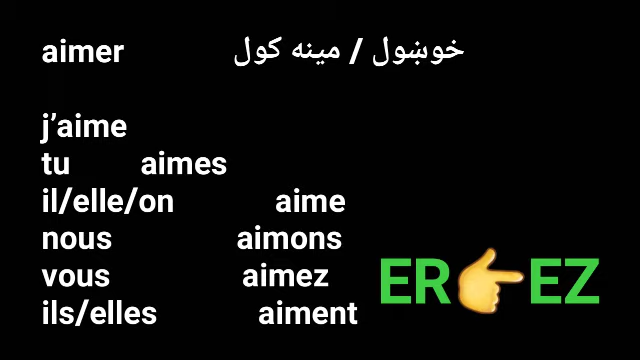 aimer خوښول / مینه کول
j’aime
tu aimes
il/elle/on aime
nous aimons
vous aimez
ils/elles aiment
ER👉EZ